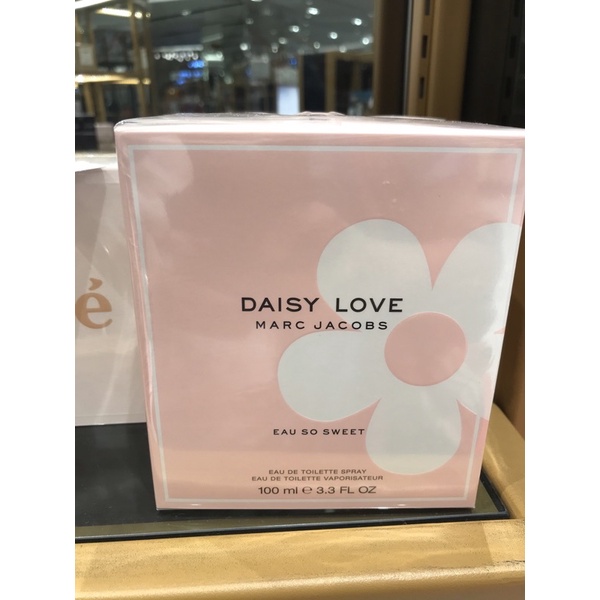 DAISY LOVE
MARC JACOBS
EAU SO SWEET
EAU DE TOILETTE SPRAY
EAU DE TOILETTE VAPORISATEUR
100 ml ℮ 3.3 FL OZ
é